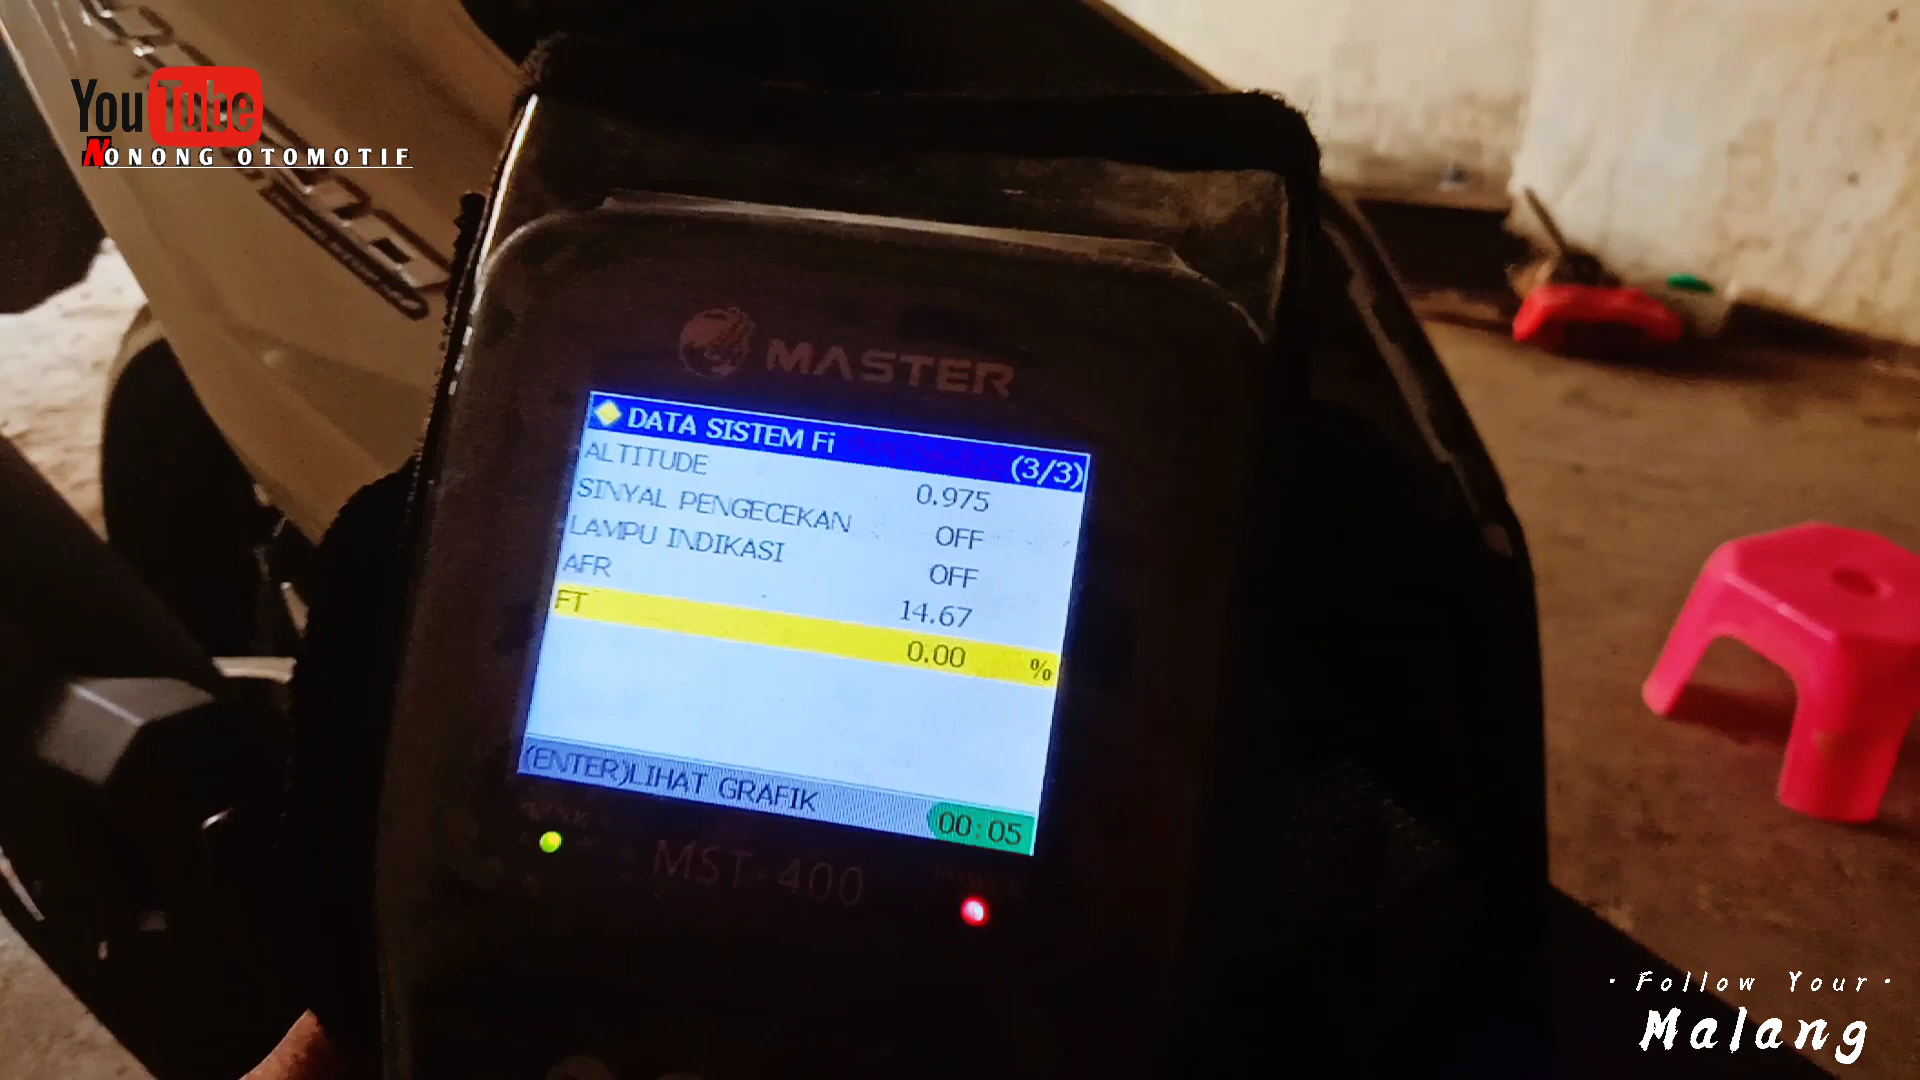 YouTube
NONONG OTOMOTIF
MASTER
DATA SISTEM Fi (3/3)
ALTITUDE 0.975
SINYAL PENGECEKAN OFF
LAMPU INDIKASI OFF
AFR 14.67
FT 0.00 %
(ENTER)LIHAT GRAFIK 00:05
MST-400
· Follow Your ·
Malang